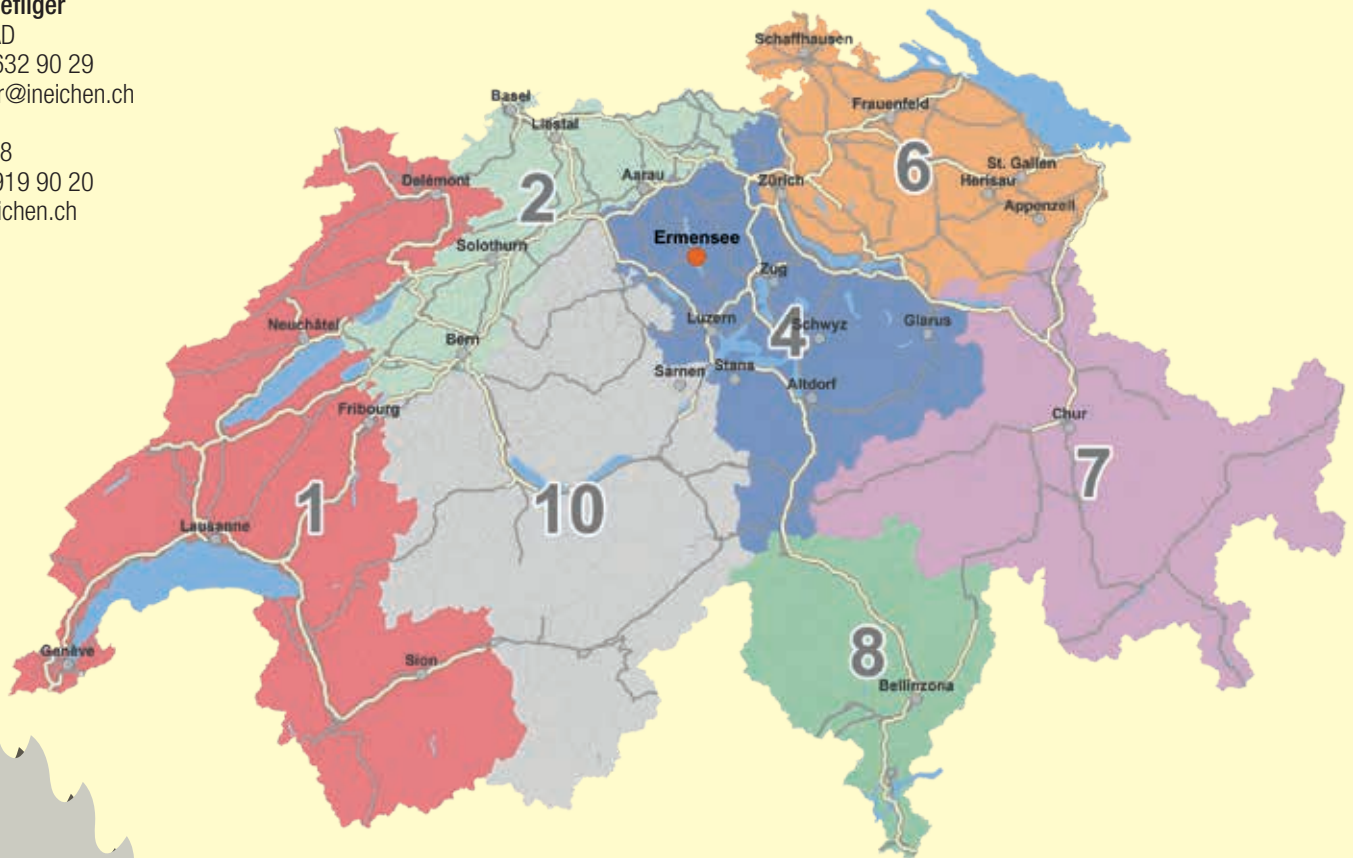 632 90 29
r@ineichen.ch
8
919 90 20
ichen.ch
Schaffhausen
Basel
Frauenfeld
Liestal
6
St. Gallen
Delémont
2
Aarau
Zürich
Herisau
Appenzell
Solothurn
Ermensee
Zug
Neuchâtel
Luzern
4
Schwyz
Glarus
Bern
Sarnen
Stans
Altdorf
Fribourg
Chur
7
1
10
Lausanne
8
Genève
Sion
Bellinzona